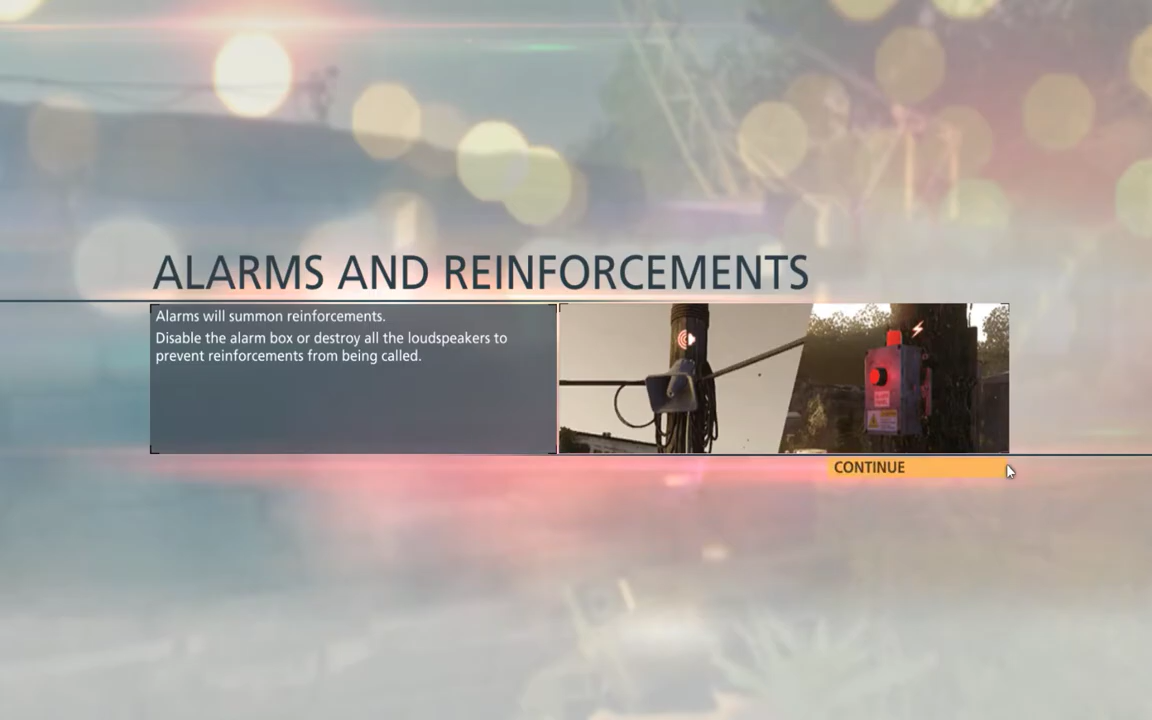 ALARMS AND REINFORCEMENTS
Alarms will summon reinforcements.
Disable the alarm box or destroy all the loudspeakers to
prevent reinforcements from being called.
CONTINUE